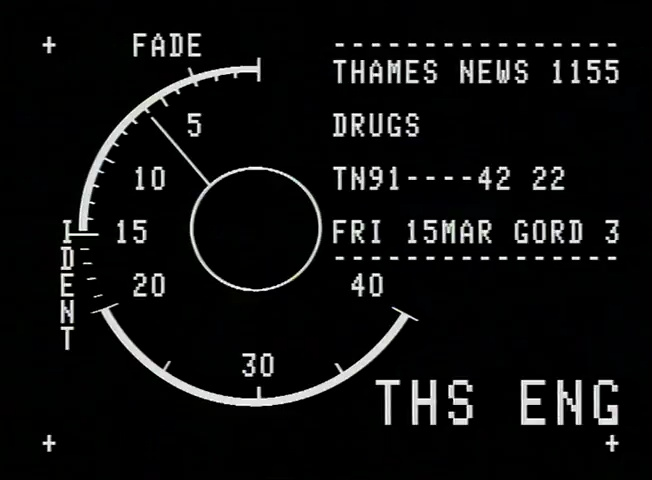 FADE
----------------
THAMES NEWS 1155
5
DRUGS
10
TN91----42 22
IDENT
15
FRI 15MAR GORD 3
----------------
20
40
30
THS ENG